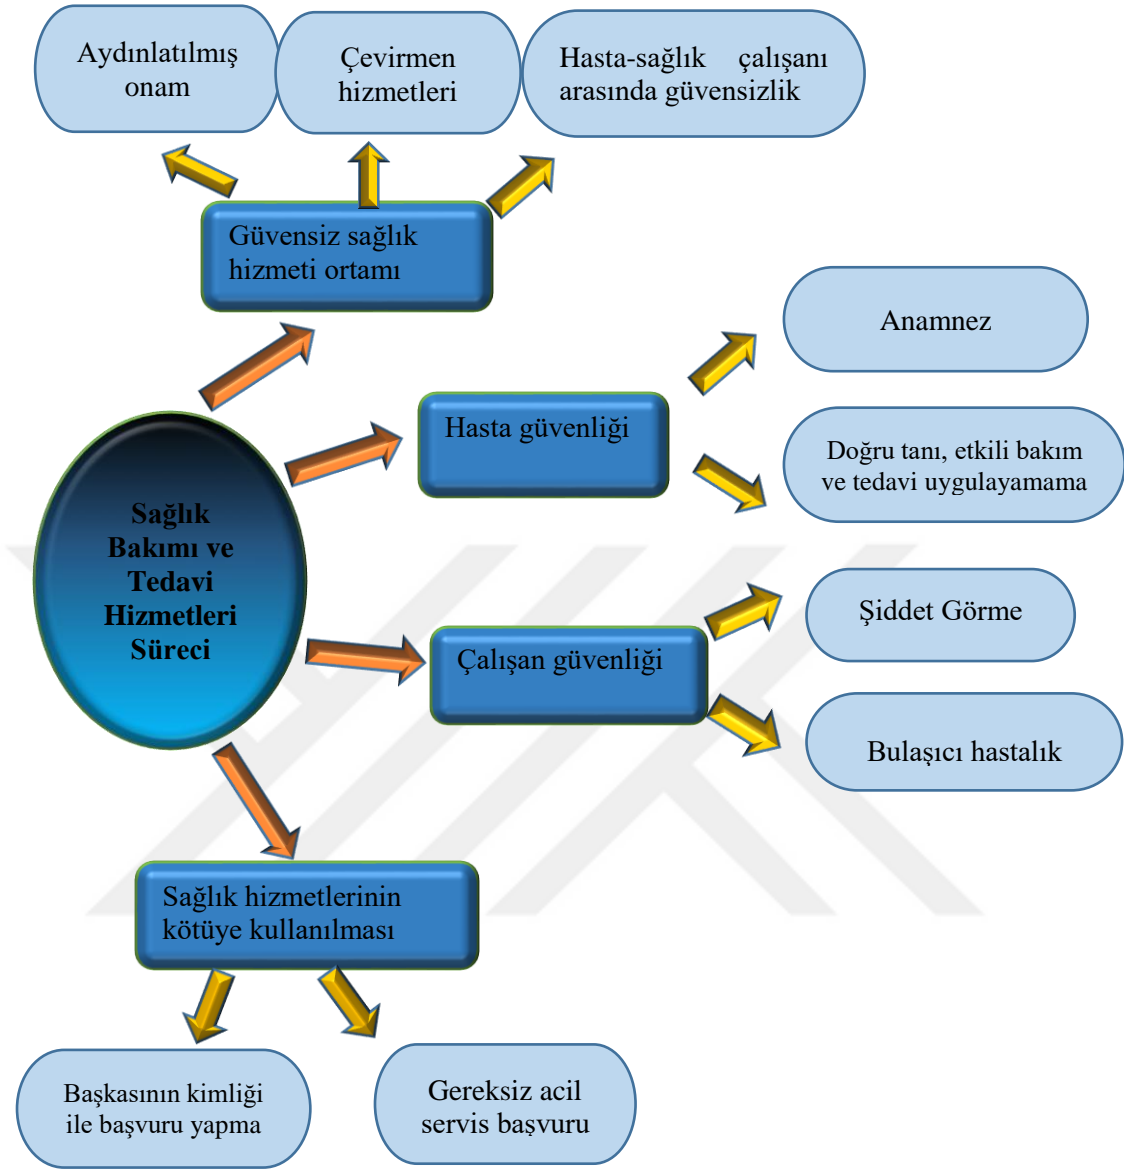 Aydınlatılmış
onam
Çevirmen
hizmetleri
Hasta-sağlık çalışanı
arasında güvensizlik
Güvensiz sağlık
hizmeti ortamı
Anamnez
Hasta güvenliği
Doğru tanı, etkili bakım
ve tedavi uygulayamama
Sağlık
Bakımı ve
Tedavi
Hizmetleri
Süreci
Şiddet Görme
Çalışan güvenliği
Bulaşıcı hastalık
Sağlık hizmetlerinin
kötüye kullanılması
Başkasının kimliği
ile başvuru yapma
Gereksiz acil
servis başvuru